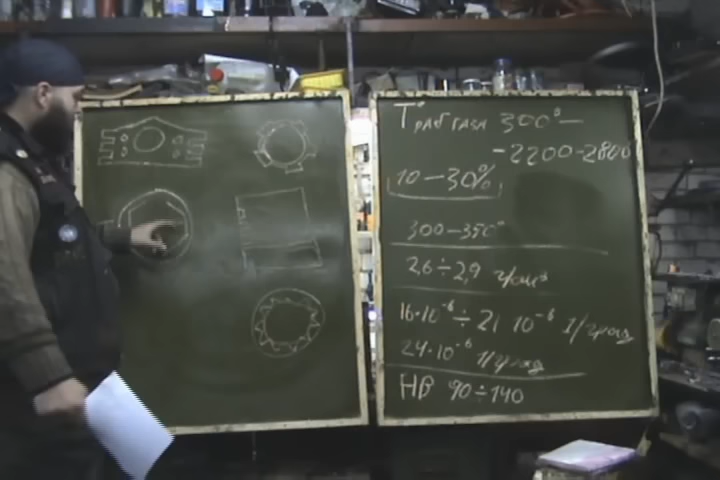 T° раб газа 300° –
- 2200 - 2800
10 – 30%
300 – 350°
2,6 ÷ 2,9 г/см³
16·10⁻⁶ ÷ 21 10⁻⁶ 1/град
24·10⁻⁶ 1/град
HB 90 ÷ 140